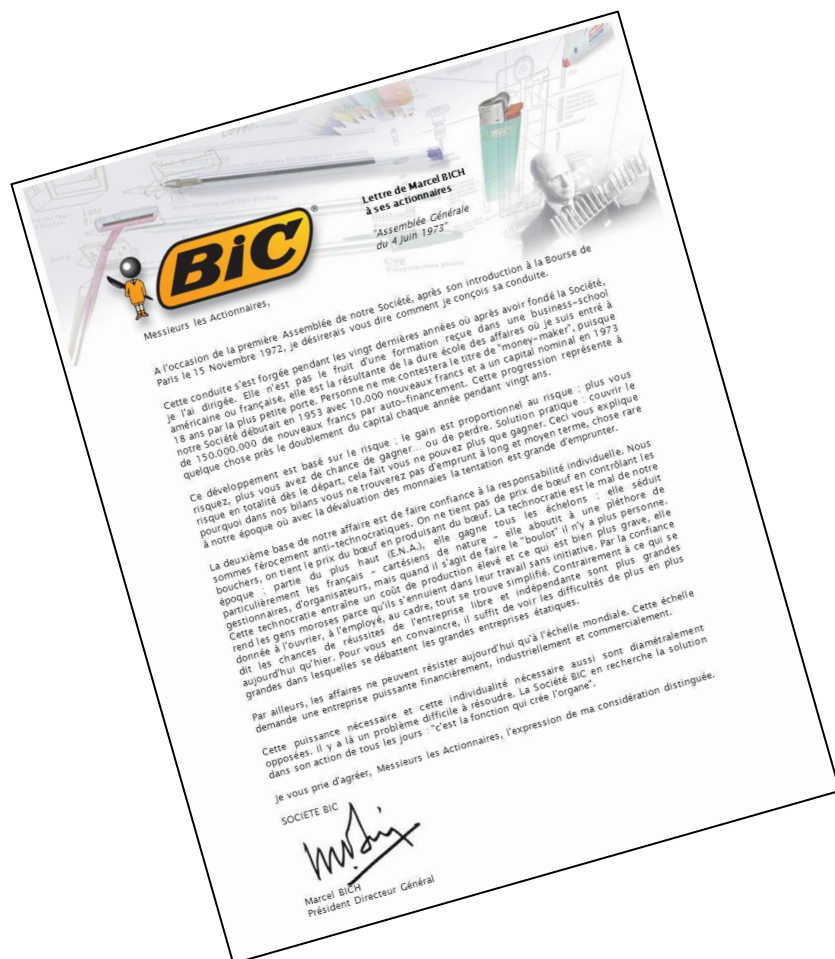 Lettre de Marcel BICH
à ses actionnaires
"Assemblée Générale
du 4 Juin 1973"
BiC
BiC®
Messieurs les Actionnaires,
A l'occasion de la première Assemblée de notre Société, après son introduction à la Bourse de
Paris le 15 Novembre 1972, je désirerais vous dire comment je conçois sa conduite.
Cette conduite s'est forgée pendant les vingt dernières années où après avoir fondé la Société,
je l'ai dirigée. Elle n'est pas le fruit d'une formation reçue dans une business-school
américaine ou française, elle est la résultante de la dure école des affaires où je suis entré à
18 ans par la plus petite porte. Personne ne me contestera le titre de "money-maker", puisque
notre Société débutait en 1953 avec 10.000 nouveaux francs et a un capital nominal en 1973
de 150.000.000 de nouveaux francs par auto-financement. Cette progression représente à
quelque chose près le doublement du capital chaque année pendant vingt ans.
Ce développement est basé sur le risque ; le gain est proportionnel au risque ; plus vous
risquez, plus vous avez de chance de gagner... ou de perdre. Solution pratique : couvrir le
risque en totalité dès le départ, cela fait vous ne pouvez plus que gagner. Ceci vous explique
pourquoi dans nos bilans vous ne trouverez pas d'emprunt à long et moyen terme, chose rare
à notre époque où avec la dévaluation des monnaies la tentation est grande d'emprunter.
La deuxième base de notre affaire est de faire confiance à la responsabilité individuelle. Nous
sommes férocement anti-technocratiques. On ne tient pas de prix de bœuf en contrôlant les
bouchers, on tient le prix du bœuf en produisant du bœuf. La technocratie est le mal de notre
époque : partie du plus haut (E.N.A.), elle gagne tous les échelons ; elle séduit
particulièrement les français - cartésiens de nature - elle aboutit à une pléthore de
gestionnaires, d'organisateurs, mais quand il s'agit de faire le "boulot" il n'y a plus personne.
Cette technocratie entraîne un coût de production élevé et ce qui est bien plus grave, elle
rend les gens moroses parce qu'ils s'ennuient dans leur travail sans initiative. Par la confiance
donnée à l'ouvrier, à l'employé, au cadre, tout se trouve simplifié. Contrairement à ce qui se
dit les chances de réussites de l'entreprise libre et indépendante sont plus grandes
aujourd'hui qu'hier. Pour vous en convaincre, il suffit de voir les difficultés de plus en plus
grandes dans lesquelles se débattent les grandes entreprises étatiques.
Par ailleurs, les affaires ne peuvent résister aujourd'hui qu'à l'échelle mondiale. Cette échelle
demande une entreprise puissante financièrement, industriellement et commercialement.
Cette puissance nécessaire et cette individualité nécessaire aussi sont diamétralement
opposées. Il y a là un problème difficile à résoudre. La Société BIC en recherche la solution
dans son action de tous les jours : "c'est la fonction qui crée l'organe".
Je vous prie d'agréer, Messieurs les Actionnaires, l'expression de ma considération distinguée.
SOCIETE BIC
Marcel BICH
Président Directeur Général